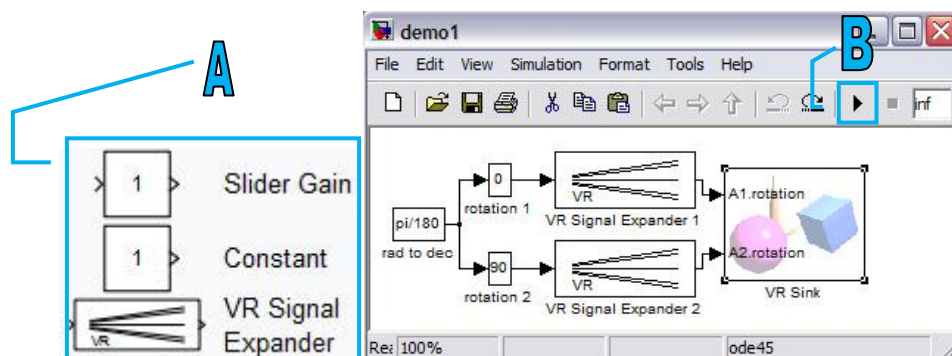 A
1
Slider Gain
1
Constant
VR
VR Signal
Expander
demo1
B
File Edit View Simulation Format Tools Help
inf
pi/180
rad to dec
0
rotation 1
90
rotation 2
VR
VR Signal Expander 1
VR
VR Signal Expander 2
A1.rotation
A2.rotation
VR Sink
100%
ode45